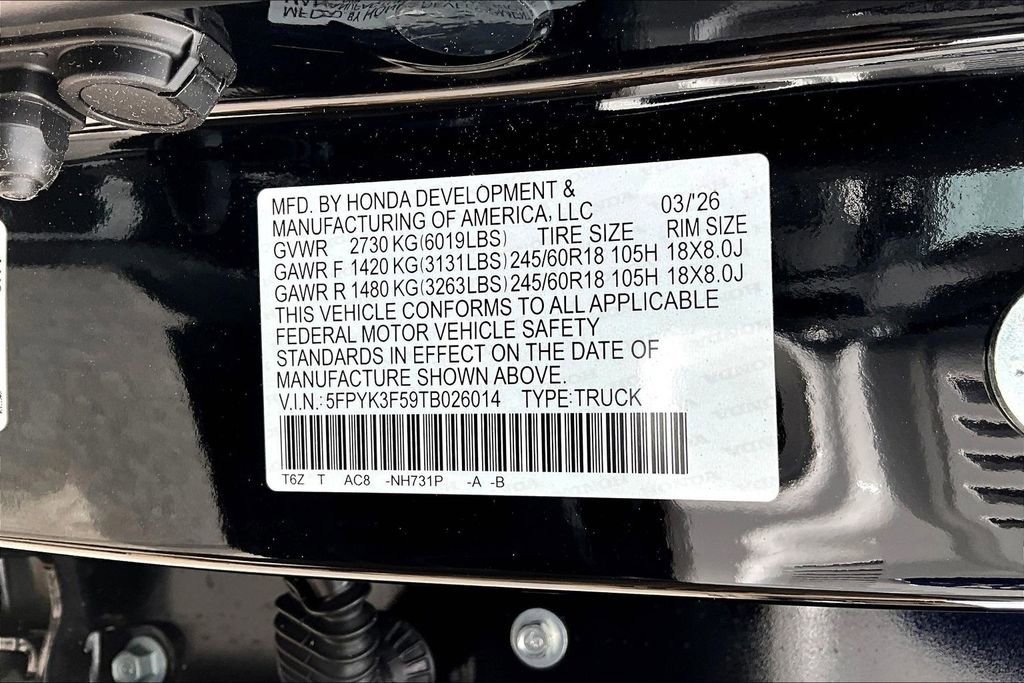 MFD. BY HONDA DEVELOPMENT &
MANUFACTURING OF AMERICA, LLC 03/'26
GVWR 2730 KG(6019LBS) TIRE SIZE RIM SIZE
GAWR F 1420 KG(3131LBS) 245/60R18 105H 18X8.0J
GAWR R 1480 KG(3263LBS) 245/60R18 105H 18X8.0J
THIS VEHICLE CONFORMS TO ALL APPLICABLE
FEDERAL MOTOR VEHICLE SAFETY
STANDARDS IN EFFECT ON THE DATE OF
MANUFACTURE SHOWN ABOVE.
V.I.N.: 5FPYK3F59TB026014 TYPE:TRUCK
T6Z T AC8 -NH731P -A -B